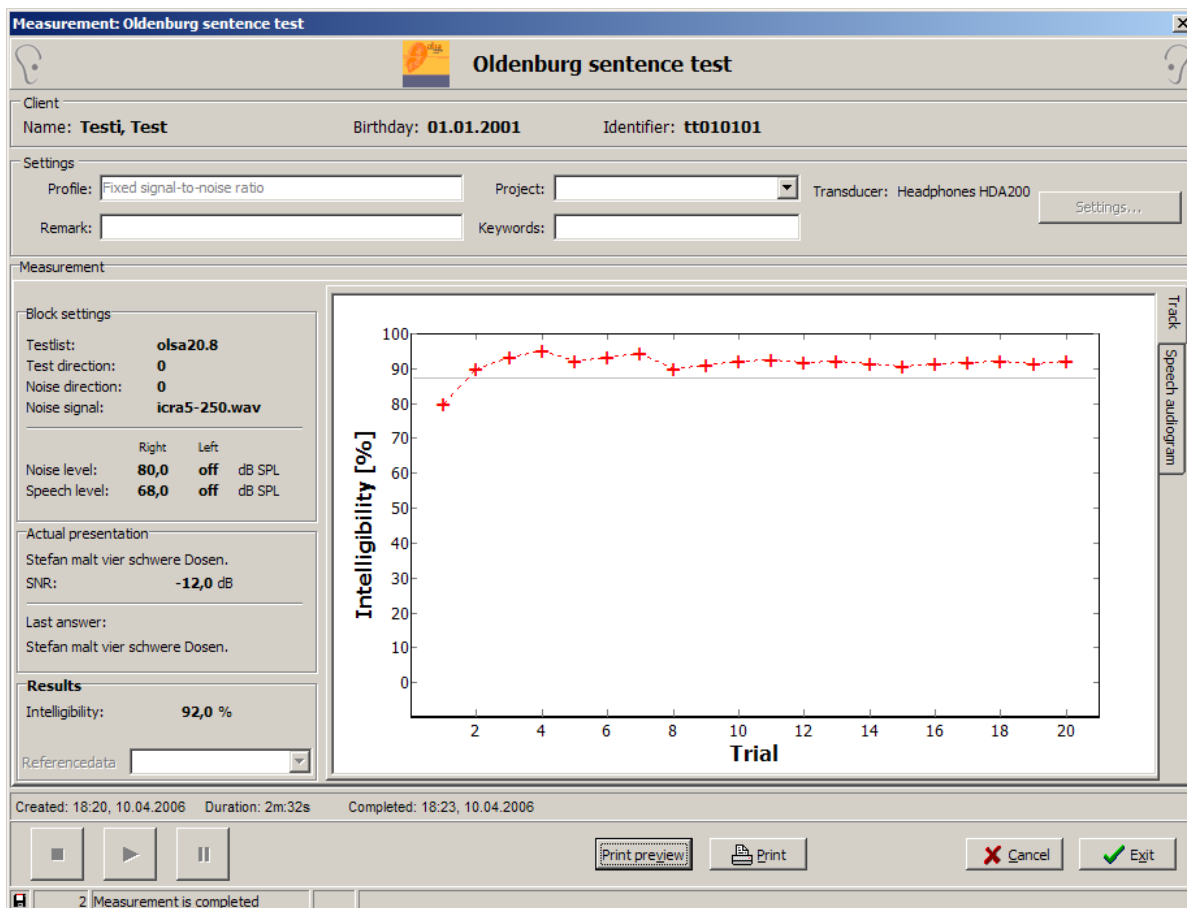 Measurement: Oldenburg sentence test
Oldenburg sentence test
Client
Name: Testi, Test Birthday: 01.01.2001 Identifier: tt010101
Settings
Profile: Fixed signal-to-noise ratio Project: Transducer: Headphones HDA200 Settings...
Remark: Keywords:
Measurement
Block settings
Testlist: olsa20.8
Test direction: 0
Noise direction: 0
Noise signal: icra5-250.wav
Right Left
Noise level: 80,0 off dB SPL
Speech level: 68,0 off dB SPL
Actual presentation
Stefan malt vier schwere Dosen.
SNR: -12,0 dB
Last answer:
Stefan malt vier schwere Dosen.
Results
Intelligibility: 92,0 %
Referencedata
Intelligibility [%]
100
90
80
70
60
50
40
30
20
10
0
2 4 6 8 10 12 14 16 18 20
Trial
Track
Speech audiogram
Created: 18:20, 10.04.2006 Duration: 2m:32s Completed: 18:23, 10.04.2006
Print preview Print Cancel Exit
2 Measurement is completed